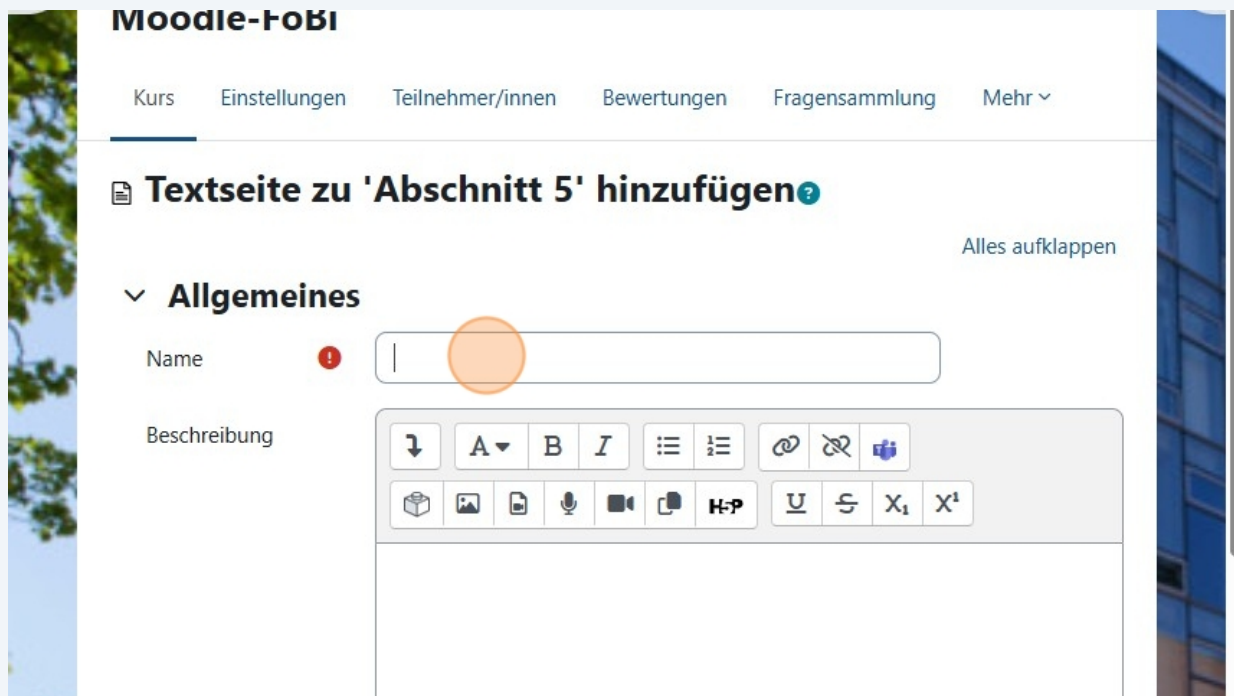 Moodle-FoBi
Kurs Einstellungen Teilnehmer/innen Bewertungen Fragensammlung Mehr
Textseite zu 'Abschnitt 5' hinzufügen
Alles aufklappen
Allgemeines
Name
Beschreibung
A B I
H5P U S X₁ X¹